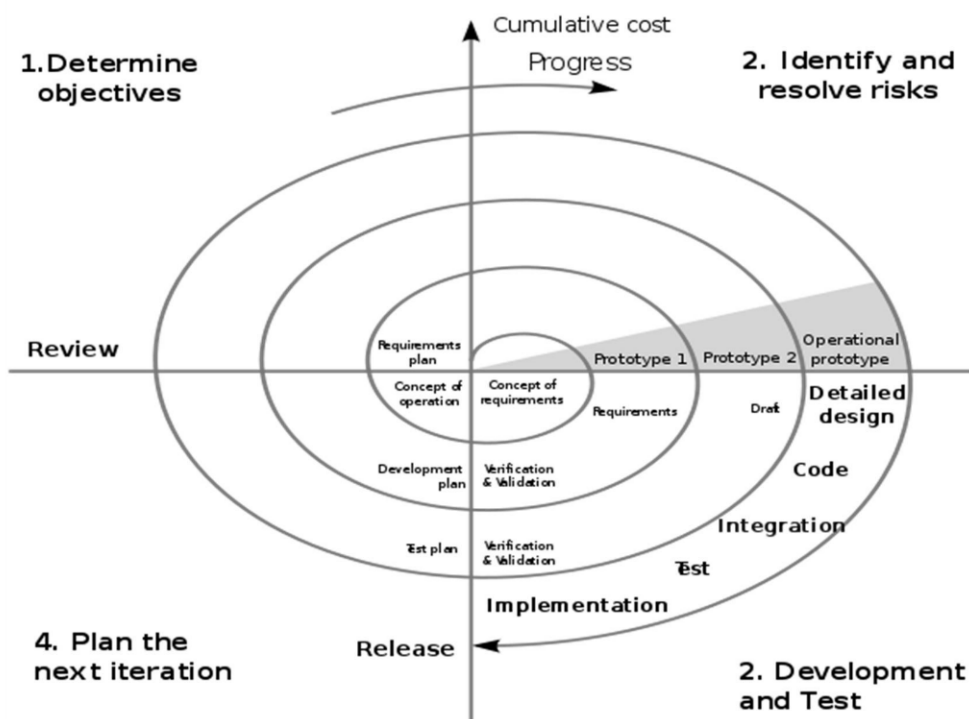 Cumulative cost
Progress
1.Determine
objectives
2. Identify and
resolve risks
Review
Requirements
plan
Prototype 1
Prototype 2
Operational
prototype
Concept of
operation
Concept of
requirements
Requirements
Draft
Detailed
design
Code
Development
plan
Verification
& Validation
Integration
Test plan
Verification
& Validation
Test
Implementation
Release
4. Plan the
next iteration
2. Development
and Test